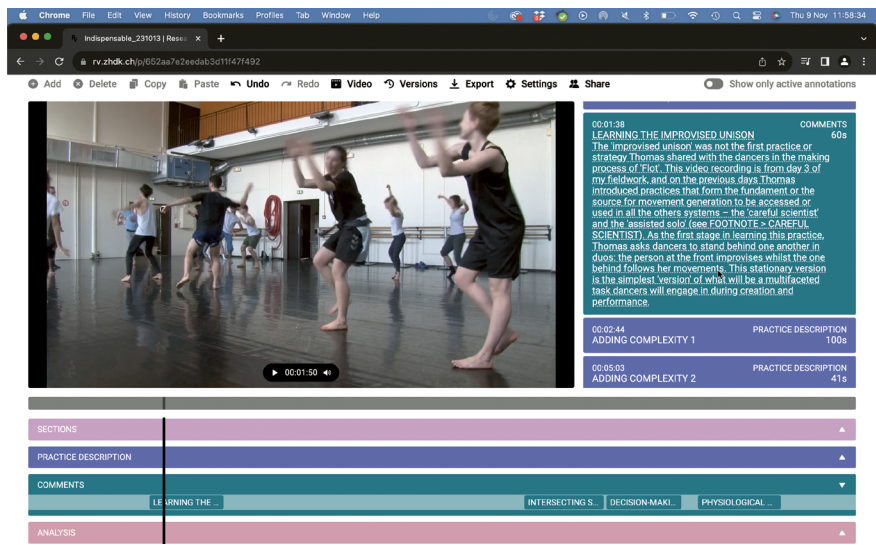 Chrome File Edit View History Bookmarks Profiles Tab Window Help Thu 9 Nov 11:58:34
Indispensable_231013 | Resea
rv.zhdk.ch/p/652aa7e2eedab3d11f47f492
Add Delete Copy Paste Undo Redo Video Versions Export Settings Share Show only active annotations
00:01:38 COMMENTS
LEARNING THE IMPROVISED UNISON 60s
The 'improvised unison' was not the first practice or
strategy Thomas shared with the dancers in the making
process of 'Flot'. This video recording is from day 3 of
my fieldwork, and on the previous days Thomas
introduced practices that form the fundament or the
source for movement generation to be accessed or
used in all the others systems – the 'careful scientist'
and the 'assisted solo' (see FOOTNOTE > CAREFUL
SCIENTIST). As the first stage in learning this practice,
Thomas asks dancers to stand behind one another in
duos: the person at the front improvises whilst the one
behind follows her movements. This stationary version
is the simplest 'version' of what will be a multifaceted
task dancers will engage in during creation and
performance.
00:02:44 PRACTICE DESCRIPTION
ADDING COMPLEXITY 1 100s
00:05:03 PRACTICE DESCRIPTION
ADDING COMPLEXITY 2 41s
00:01:50
SECTIONS
PRACTICE DESCRIPTION
COMMENTS
LEARNING THE ... INTERSECTING S... DECISION-MAKI... PHYSIOLOGICAL ...
ANALYSIS